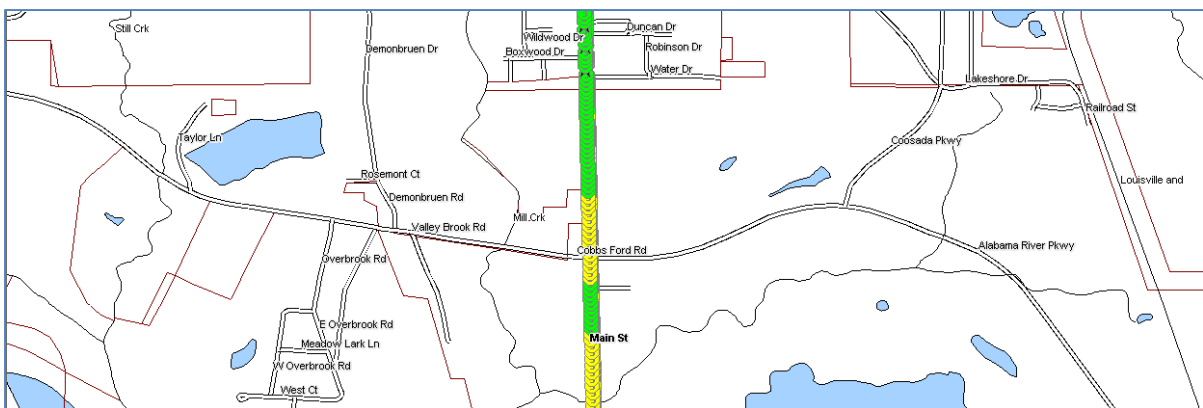 Still Crk
Duncan Dr
Wildwood Dr
Demonbruen Dr
Robinson Dr
Boxwood Dr
Water Dr
Lakeshore Dr
Railroad St
Taylor Ln
Coosada Pkwy
Rosemont Ct
Louisville and
Demonbruen Rd
Mill Crk
Valley Brook Rd
Cobbs Ford Rd
Alabama River Pkwy
Overbrook Rd
E Overbrook Rd
Main St
Meadow Lark Ln
W Overbrook Rd
West Ct